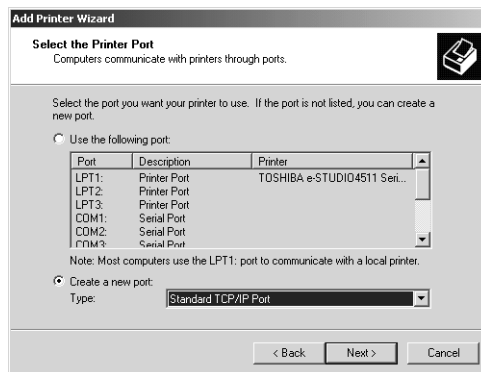 Add Printer Wizard
Select the Printer Port
Computers communicate with printers through ports.
Select the port you want your printer to use. If the port is not listed, you can create a
new port.
Use the following port:
Port Description Printer
LPT1: Printer Port TOSHIBA e-STUDIO4511 Seri...
LPT2: Printer Port
LPT3: Printer Port
COM1: Serial Port
COM2: Serial Port
COM3: Serial Port
Note: Most computers use the LPT1: port to communicate with a local printer.
Create a new port:
Type: Standard TCP/IP Port
< Back Next > Cancel